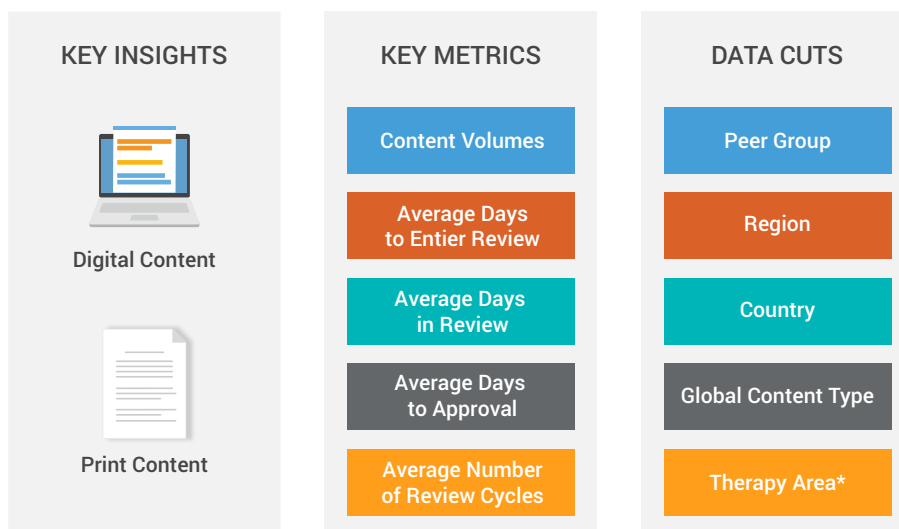 KEY INSIGHTS
Digital Content
Print Content
KEY METRICS
Content Volumes
Average Days
to Entier Review
Average Days
in Review
Average Days
to Approval
Average Number
of Review Cycles
DATA CUTS
Peer Group
Region
Country
Global Content Type
Therapy Area*